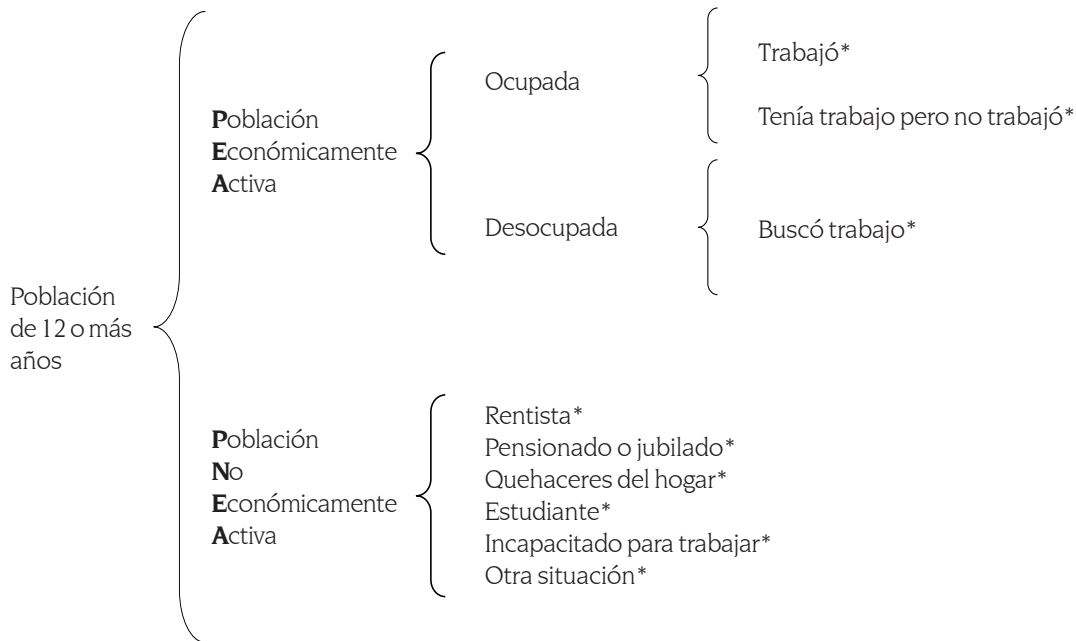 Población
de 12 o más
años
Población
Económicamente
Activa
Ocupada
Trabajó*
Tenía trabajo pero no trabajó*
Desocupada
Buscó trabajo*
Población
No
Económicamente
Activa
Rentista*
Pensionado o jubilado*
Quehaceres del hogar*
Estudiante*
Incapacitado para trabajar*
Otra situación*